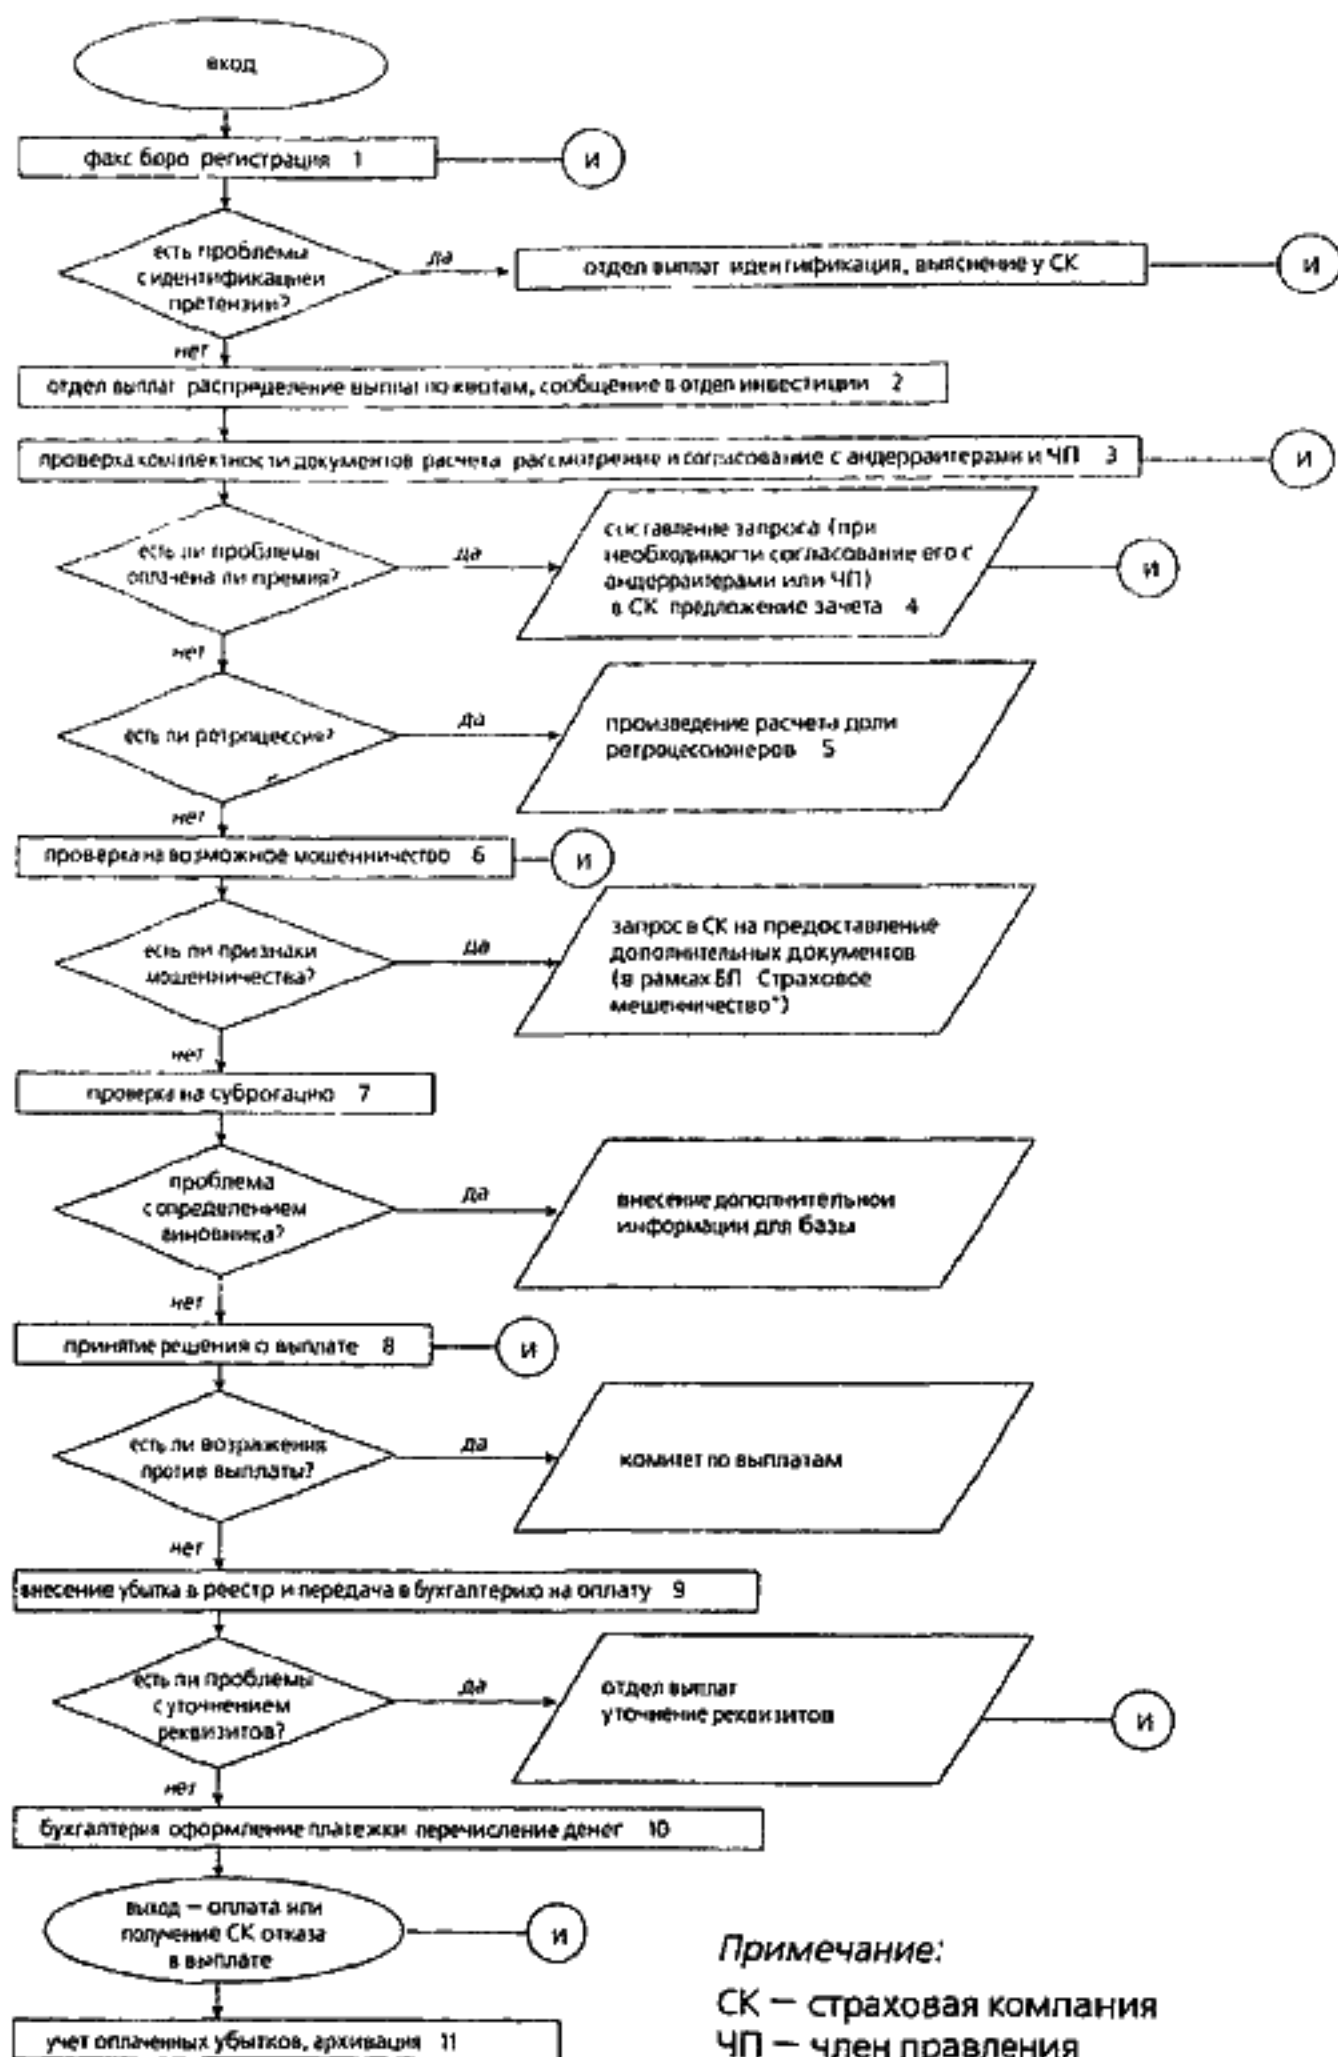 вход
факс бюро регистрация 1
И
есть проблемы
с идентификацией
претензии?
да
отдел выплат идентификация, выяснение у СК
И
нет
отдел выплат распределение выплат по квотам, сообщение в отдел инвестиции 2
проверка комплектности документов расчета рассмотрение и согласование с андеррайтерами и ЧП 3
И
есть ли проблемы
оплачена ли премия?
да
составление запроса (при
необходимости согласование его с
андеррайтерами или ЧП)
в СК предложение зачета 4
И
нет
есть ли ретроцессия?
да
произведение расчета доли
ретроцессионеров 5
нет
проверка на возможное мошенничество 6
И
есть ли признаки
мошенничества?
да
запрос в СК на предоставление
дополнительных документов
(в рамках БП Страховое
мешенничество")
нет
проверка на суброгацию 7
проблема
с определением
виновника?
да
внесение дополнительной
информации для базы
нет
принятие решения о выплате 8
И
есть ли возражения
против выплаты?
да
комитет по выплатам
нет
внесение убытка в реестр и передача в бухгалтерию на оплату 9
есть ли проблемы
с уточнением
реквизитов?
да
отдел выплат
уточнение реквизитов
И
нет
бухгалтерия оформление платежки перечисление денег 10
выход — оплата или
получение СК отказа
в выплате
И
учет оплаченных убытков, архивация 11
Примечание:
СК — страховая компания
ЧП — член правления